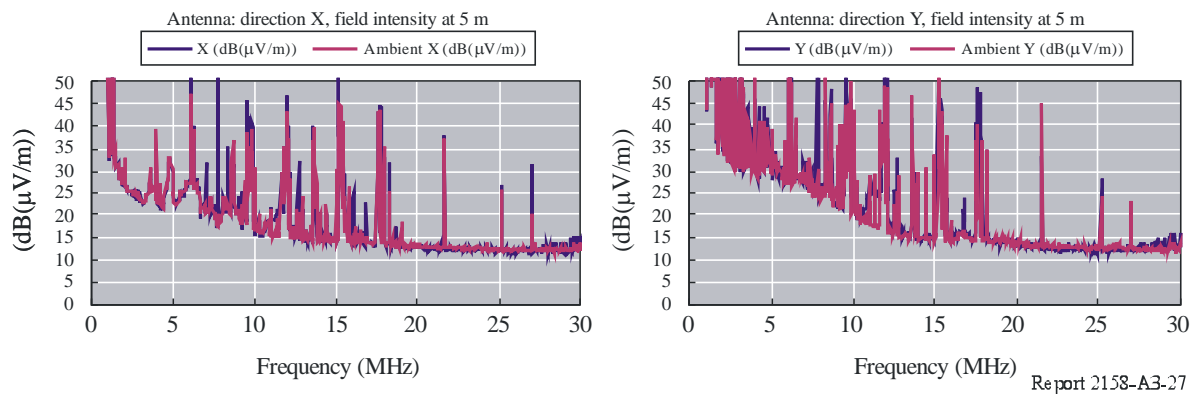 Antenna: direction X, field intensity at 5 m
X (dB(μV/m)) Ambient X (dB(μV/m))
50
45
40
35
30
25
20
15
10
5
0
(dB(μV/m))
0 5 10 15 20 25 30
Frequency (MHz)
Antenna: direction Y, field intensity at 5 m
Y (dB(μV/m)) Ambient Y (dB(μV/m))
50
45
40
35
30
25
20
15
10
5
0
(dB(μV/m))
0 5 10 15 20 25 30
Frequency (MHz)
Report 2158-A3-27